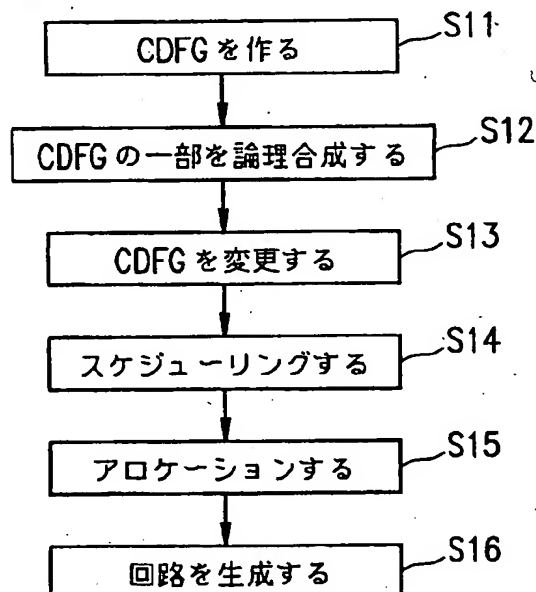 CDFGを作る S11
CDFGの一部を論理合成する S12
CDFGを変更する S13
スケジューリングする S14
アロケーションする S15
回路を生成する S16